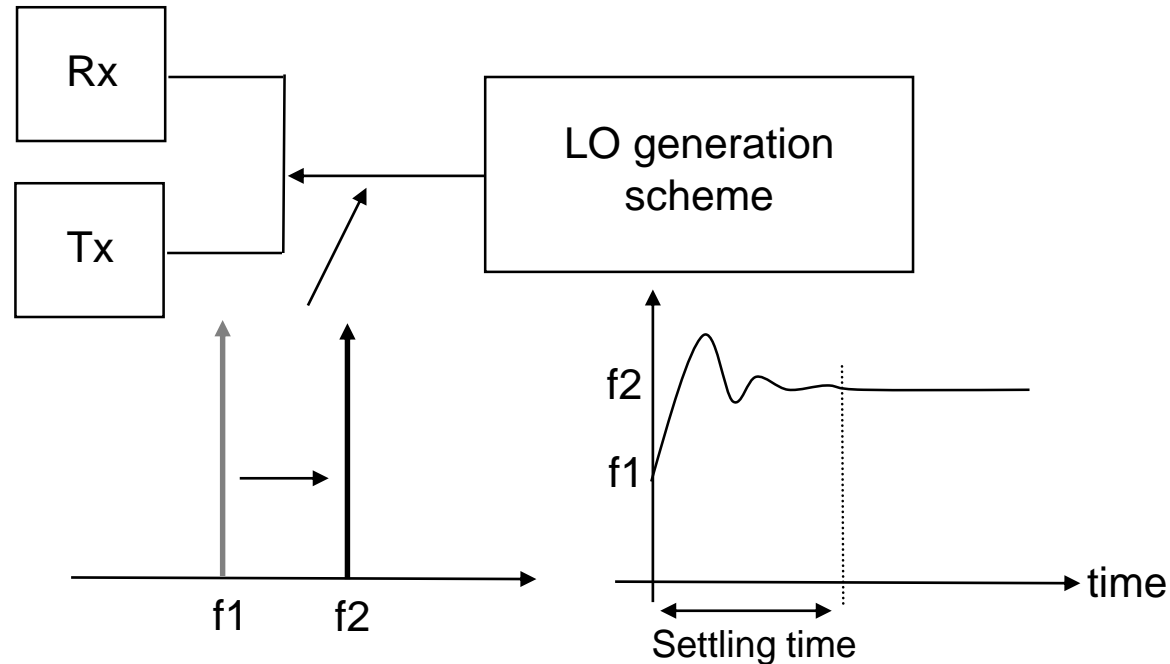 Rx
LO generation
scheme
Tx
f2
f1
time
f1
f2
Settling time